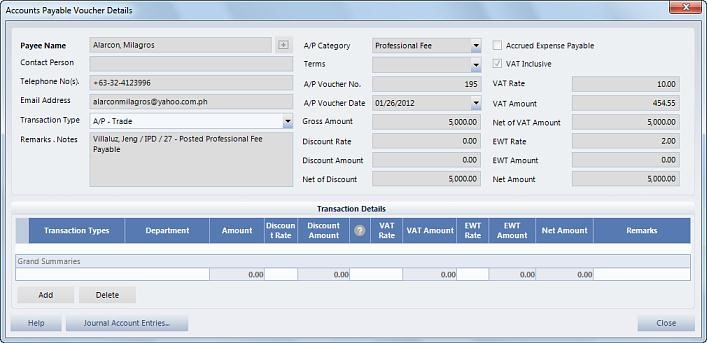 Accounts Payable Voucher Details
Payee Name Alarcon, Milagros
Contact Person
Telephone No(s). +63-32-4123996
Email Address alarconmilagros@yahoo.com.ph
Transaction Type A/P - Trade
Remarks . Notes Villaluz, Jeng / IPD / 27 - Posted Professional Fee
Payable
A/P Category Professional Fee
Terms
A/P Voucher No. 195
A/P Voucher Date 01/26/2012
Gross Amount 5,000.00
Discount Rate 0.00
Discount Amount 0.00
Net of Discount 5,000.00
Accrued Expense Payable
VAT Inclusive
VAT Rate 10.00
VAT Amount 454.55
Net of VAT Amount 5,000.00
EWT Rate 2.00
EWT Amount 0.00
Net Amount 5,000.00
Transaction Details
Transaction Types Department Amount Discoun t Rate Discount Amount ? VAT Rate VAT Amount EWT Rate EWT Amount Net Amount Remarks
Grand Summaries
0.00 0.00 0.00 0.00 0.00
Add Delete
Help Journal Account Entries... Close